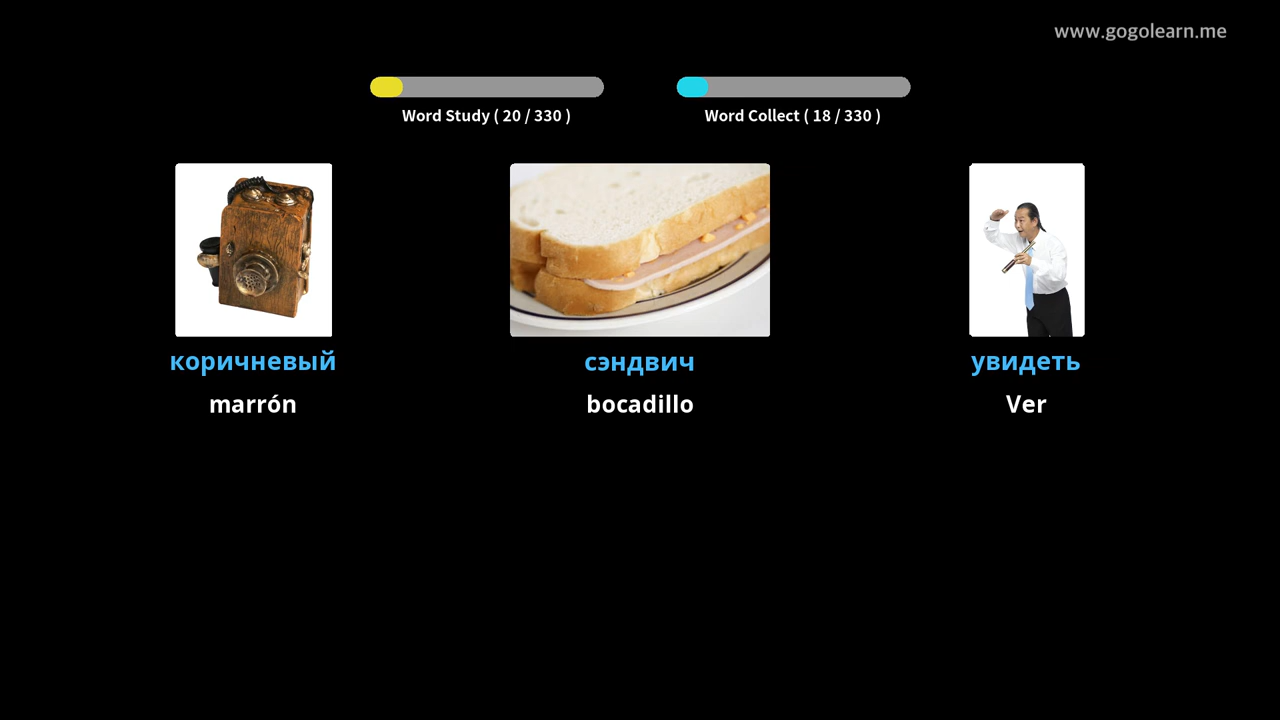 www.gogolearn.me
Word Study ( 20 / 330 )
Word Collect ( 18 / 330 )
коричневый
сэндвич
увидеть
marrón
bocadillo
Ver